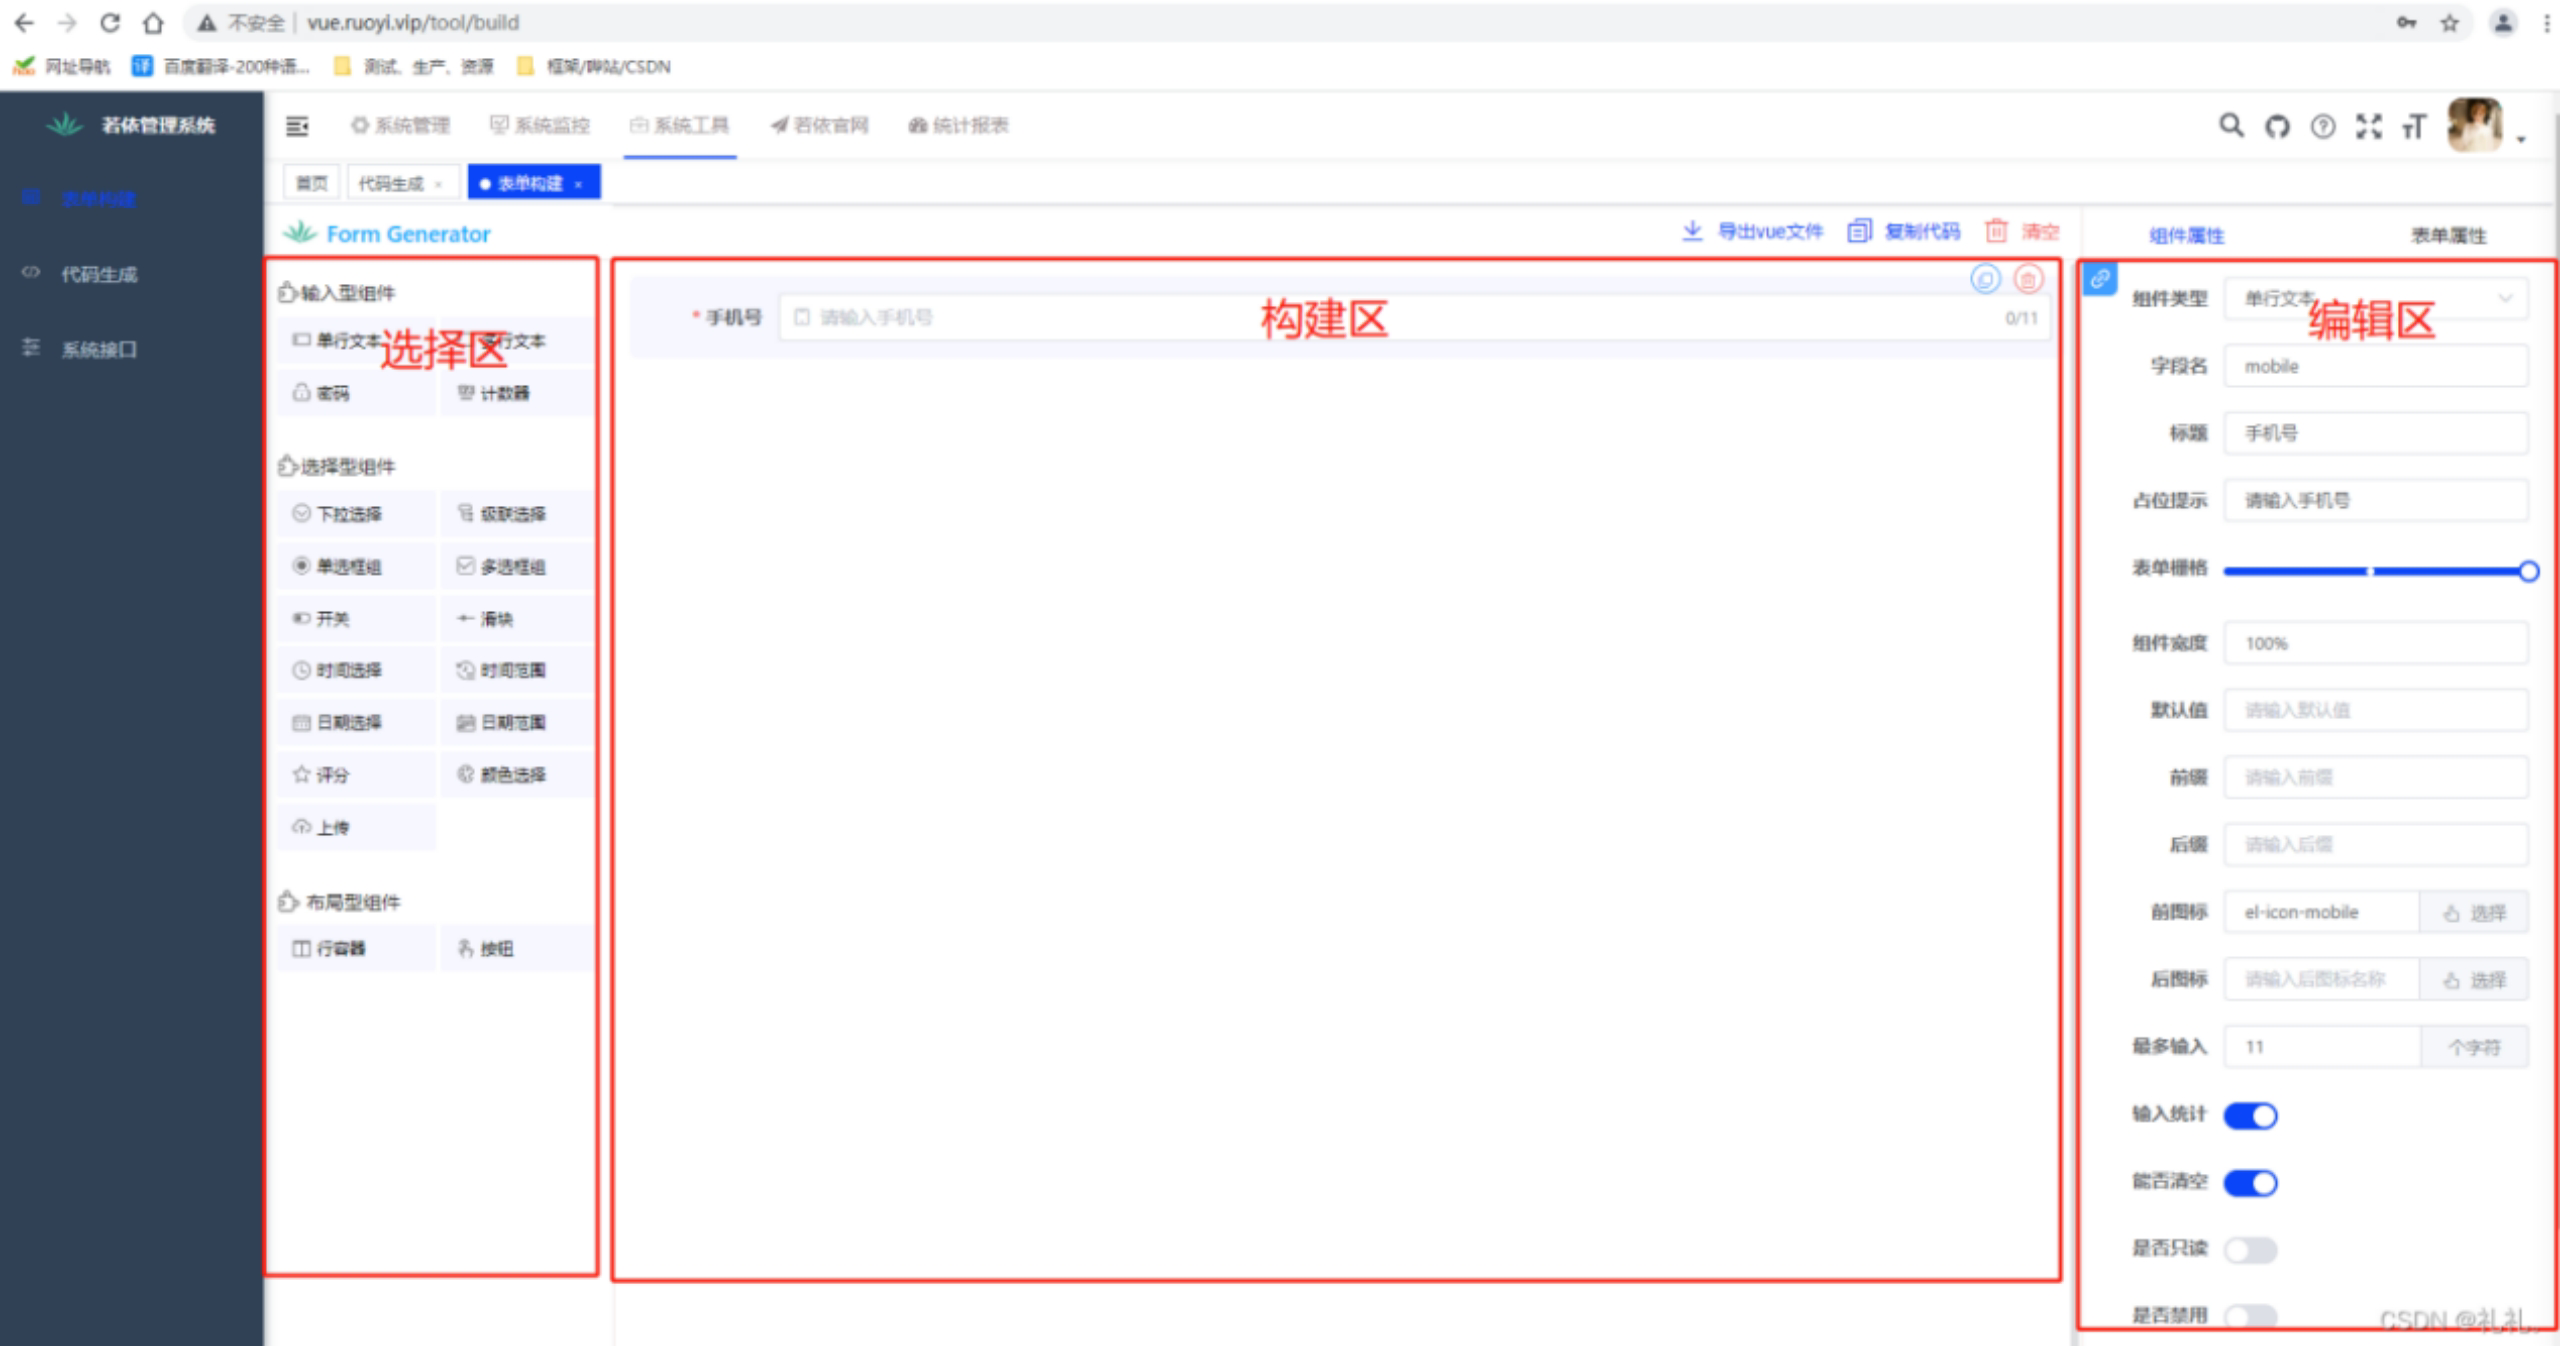 不安全 | vue.ruoyi.vip/tool/build
网址导航 译 百度翻译-200种语... 测试、生产、资源 框架/网站/CSDN
若依管理系统
表单构建
代码生成
系统接口
系统管理 系统监控 系统工具 若依官网 统计报表
首页 代码生成 × 表单构建 ×
Form Generator
导出vue文件 复制代码 清空
输入型组件
选择区
单行文本 多行文本
密码 计数器
选择型组件
下拉选择 级联选择
单选框组 多选框组
开关 滑块
时间选择 时间范围
日期选择 日期范围
评分 颜色选择
上传
布局型组件
行容器 按钮
构建区
* 手机号 请输入手机号 0/11
组件属性 表单属性
编辑区
组件类型 单行文本
字段名 mobile
标题 手机号
占位提示 请输入手机号
表单栅格
组件宽度 100%
默认值 请输入默认值
前缀 请输入前缀
后缀 请输入后缀
前图标 el-icon-mobile 选择
后图标 请输入后图标名称 选择
最多输入 11 个字符
输入统计
能否清空
是否只读
是否禁用
CSDN @礼礼。